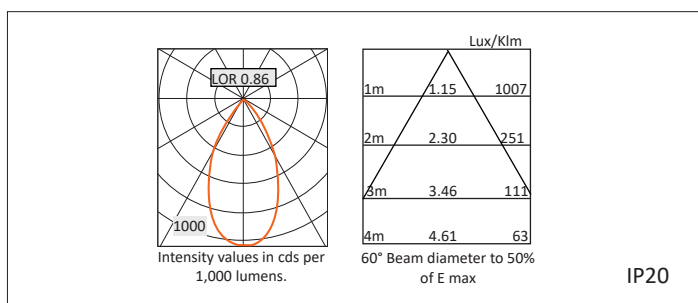 Lux/Klm
LOR 0.86
1m 1.15 1007
2m 2.30 251
3m 3.46 111
1000
4m 4.61 63
Intensity values in cds per
1,000 lumens.
60° Beam diameter to 50%
of E max
IP20